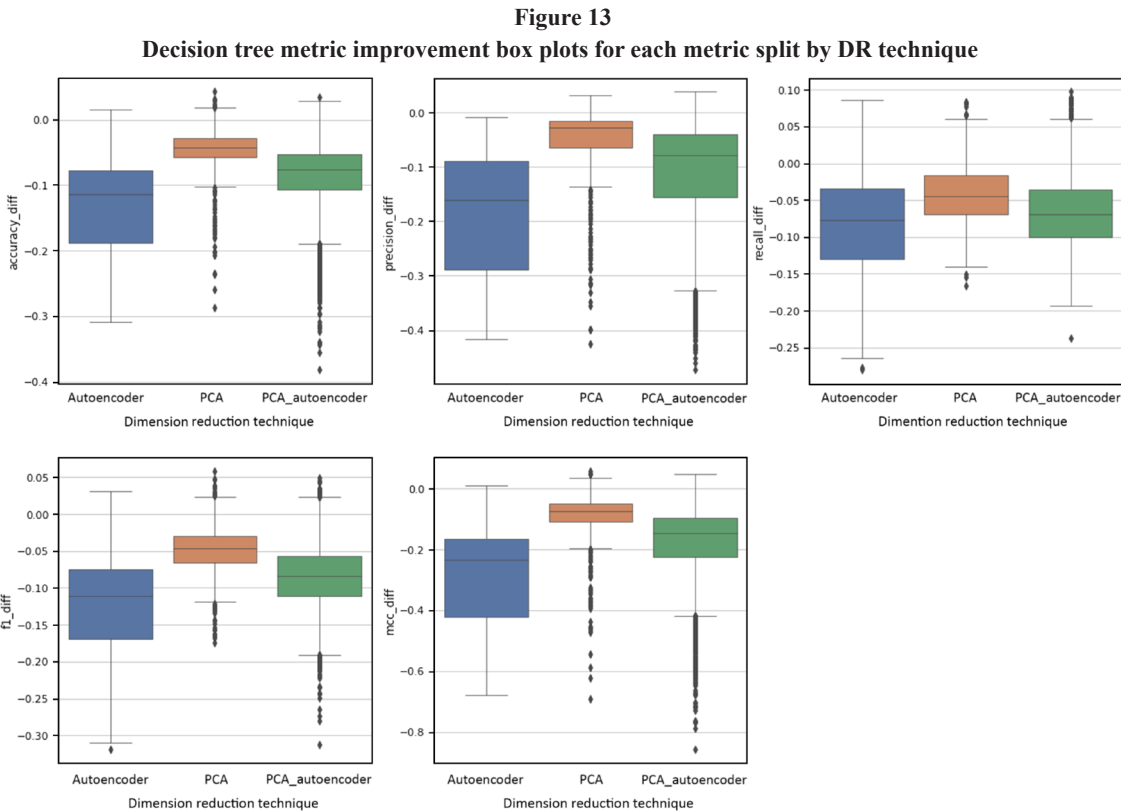 Figure 13
Decision tree metric improvement box plots for each metric split by DR technique
accuracy_diff
0.0
−0.1
−0.2
−0.3
−0.4
Autoencoder PCA PCA_autoencoder
Dimension reduction technique
precision_diff
0.0
−0.1
−0.2
−0.3
−0.4
Autoencoder PCA PCA_autoencoder
Dimension reduction technique
recall_diff
0.10
0.05
0.00
−0.05
−0.10
−0.15
−0.20
−0.25
Autoencoder PCA PCA_autoencoder
Dimention reduction technique
f1_diff
0.05
0.00
−0.05
−0.10
−0.15
−0.20
−0.25
−0.30
Autoencoder PCA PCA_autoencoder
Dimension reduction technique
mcc_diff
0.0
−0.2
−0.4
−0.6
−0.8
Autoencoder PCA PCA_autoencoder
Dimension reduction technique